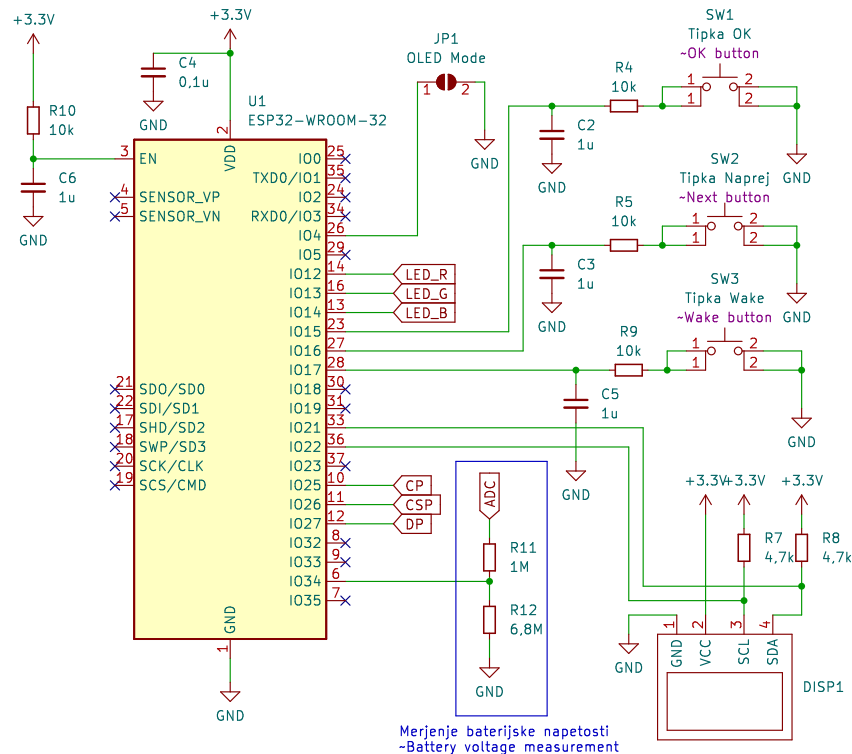 +3.3V
+3.3V
R10
10k
C6
1u
GND
C4
0,1u
GND
U1
ESP32-WROOM-32
2
VDD
3
EN
4
SENSOR_VP
5
SENSOR_VN
21
SDO/SD0
22
SDI/SD1
17
SHD/SD2
18
SWP/SD3
20
SCK/CLK
19
SCS/CMD
IO0
25
TXD0/IO1
35
IO2
24
RXD0/IO3
34
IO4
26
IO5
29
IO12
14
IO13
16
IO14
13
IO15
23
IO16
27
IO17
28
IO18
30
IO19
31
IO21
33
IO22
36
IO23
37
IO25
10
IO26
11
IO27
12
IO32
8
IO33
9
IO34
6
IO35
7
GND
1
GND
LED_R
LED_G
LED_B
CP
CSP
DP
JP1
OLED Mode
1 2
GND
SW1
Tipka OK
~OK button
1 2
1 2
GND
R4
10k
C2
1u
GND
SW2
Tipka Naprej
~Next button
1 2
1 2
GND
R5
10k
C3
1u
GND
SW3
Tipka Wake
~Wake button
1 2
1 2
GND
R9
10k
C5
1u
GND
ADC
R11
1M
R12
6,8M
GND
Merjenje baterijske napetosti
~Battery voltage measurement
+3.3V
+3.3V
+3.3V
R7
4,7k
R8
4,7k
GND
1
2
3
4
GND
VCC
SCL
SDA
DISP1